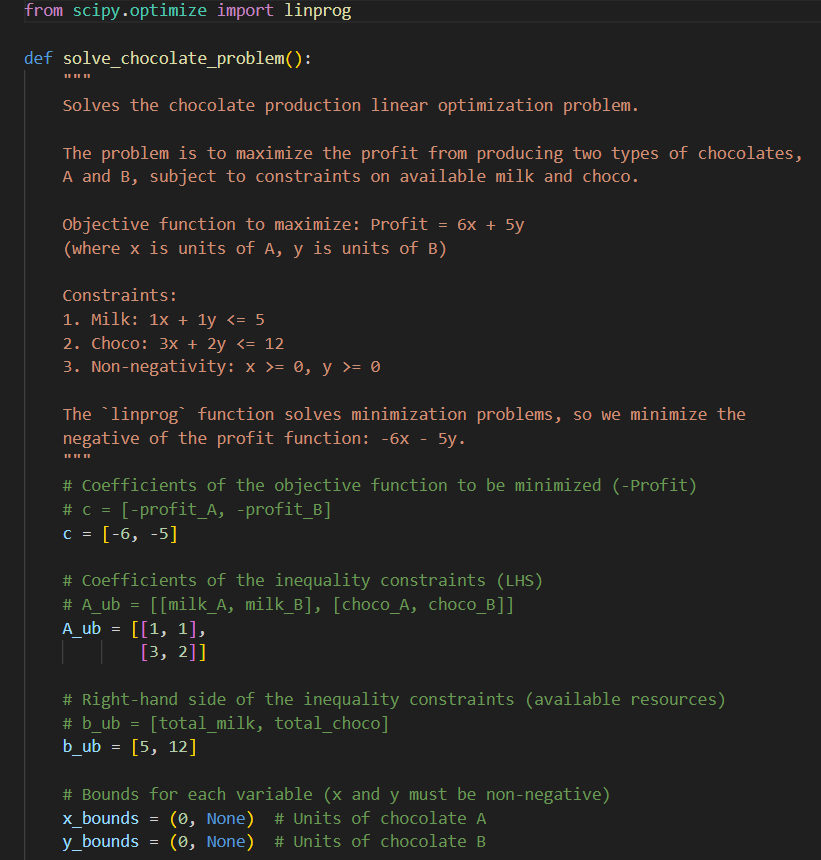 from scipy.optimize import linprog
def solve_chocolate_problem():
"""
Solves the chocolate production linear optimization problem.
The problem is to maximize the profit from producing two types of chocolates,
A and B, subject to constraints on available milk and choco.
Objective function to maximize: Profit = 6x + 5y
(where x is units of A, y is units of B)
Constraints:
1. Milk: 1x + 1y <= 5
2. Choco: 3x + 2y <= 12
3. Non-negativity: x >= 0, y >= 0
The `linprog` function solves minimization problems, so we minimize the
negative of the profit function: -6x - 5y.
"""
# Coefficients of the objective function to be minimized (-Profit)
# c = [-profit_A, -profit_B]
c = [-6, -5]
# Coefficients of the inequality constraints (LHS)
# A_ub = [[milk_A, milk_B], [choco_A, choco_B]]
A_ub = [[1, 1],
[3, 2]]
# Right-hand side of the inequality constraints (available resources)
# b_ub = [total_milk, total_choco]
b_ub = [5, 12]
# Bounds for each variable (x and y must be non-negative)
x_bounds = (0, None)  # Units of chocolate A
y_bounds = (0, None)  # Units of chocolate B